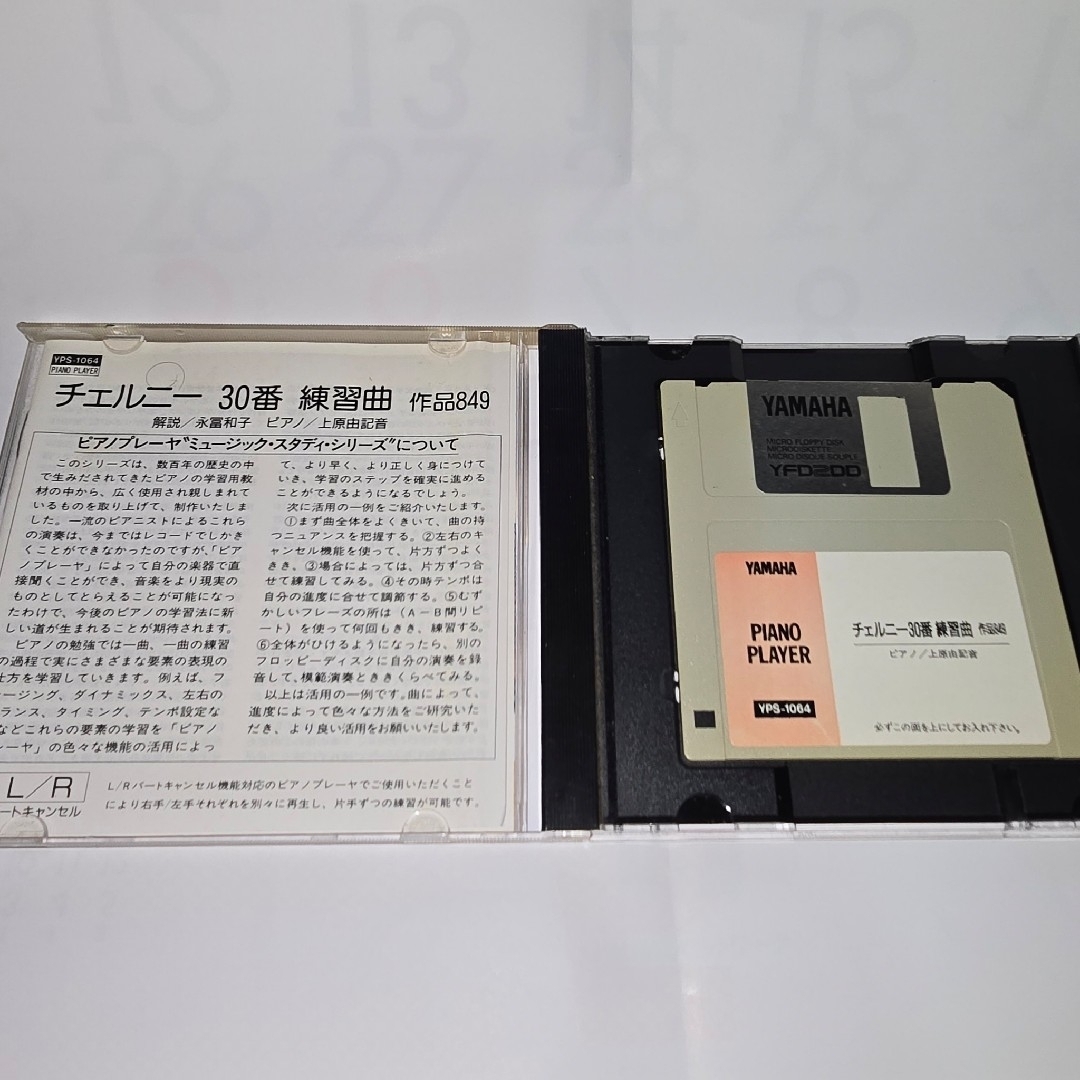 12 13 14 15
26 27 28 29
YPS-1064
PIANO PLAYER
チェルニー 30番 練習曲 作品849
解説/永冨和子 ピアノ/上原由記音
ピアノプレーヤ“ミュージック・スタディ・シリーズ”について
このシリーズは、数百年の歴史の中
で生みだされてきたピアノの学習用教
材の中から、広く使用され親しまれて
いるものを取り上げて、制作いたしま
した。一流のピアニストによるこれら
の演奏は、今まではレコードでしかき
くことができなかったのですが、「ピア
ノプレーヤ」によって自分の楽器で直
接聞くことができ、音楽をより現実の
ものとしてとらえることが可能になっ
たわけで、今後のピアノの学習法に新
しい道が生まれることが期待されます。
ピアノの勉強では一曲、一曲の練習
の過程で実にさまざまな要素の表現の
仕方を学習していきます。例えば、フ
ージング、ダイナミックス、左右の
ランス、タイミング、テンポ設定な
などこれらの要素の学習を「ピアノ
レーヤ」の色々な機能の活用によっ
て、より早く、より正しく身につけて
いき、学習のステップを確実に進める
ことができるようになるでしょう。
次に活用の一例をご紹介いたします。
①まず曲全体をよくきいて、曲の持
つニュアンスを把握する。②左右のキ
ャンセル機能を使って、片方ずつよく
きき、③場合によっては、片方ずつ合
せて練習してみる。④その時テンポは
自分の進度に合せて調節する。⑤むず
かしいフレーズの所は(A-B間リピ
ート)を使って何回もきき、練習する。
⑥全体がひけるようになったら、別の
フロッピーディスクに自分の演奏を録
音して、模範演奏とききくらべてみる。
以上は活用の一例です。曲によって、
進度によって色々な方法をご研究いた
だき、より良い活用をお願いいたします。
L/R
ートキャンセル
L/Rパートキャンセル機能対応のピアノプレーヤでご使用いただくこと
により右手/左手それぞれを別々に再生し、片手ずつの練習が可能です。
YAMAHA
MICRO FLOPPY DISK
MICRODISKETTE
MICRO DISQUE SOUPLE
YFD2DD
YAMAHA
PIANO
PLAYER
YPS-1064
チェルニー30番 練習曲 作品849
ピアノ/上原由記音
必ずこの面を上にしてお入れ下さい。